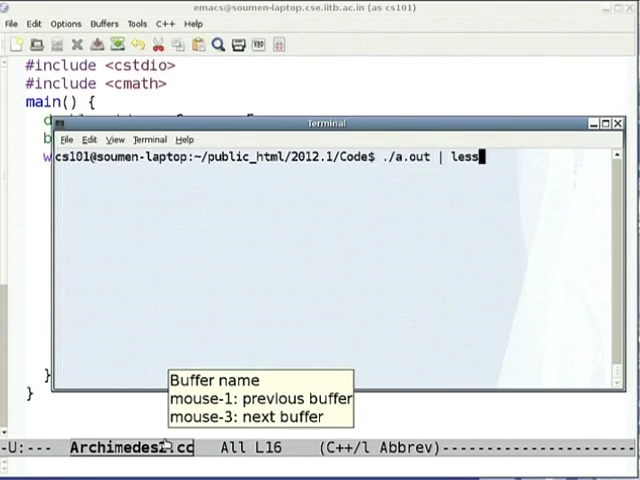 emacs@soumen-laptop.cse.iitb.ac.in (as cs101)
File Edit Options Buffers Tools C++ Help
#include <cstdio>
#include <cmath>
main() {
Terminal
File Edit View Terminal Help
cs101@soumen-laptop:~/public_html/2012.1/Code$ ./a.out | less
}
}
Buffer name
mouse-1: previous buffer
mouse-3: next buffer
-U:--- All L16 (C++/l Abbrev)-----------------------